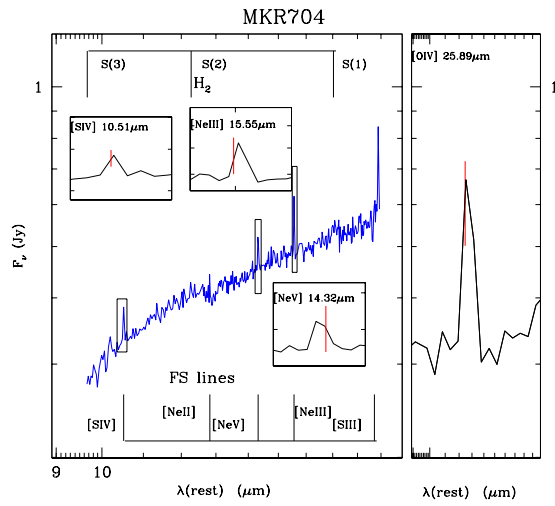 MKR704
S(3) S(2) S(1)
H2
[OIV] 25.89μm
1 1
[SIV] 10.51μm
[NeIII] 15.55μm
[NeV] 14.32μm
Fν (Jy)
FS lines
[SIV] [NeII] [NeV] [NeIII] [SIII]
9 10
λ(rest) (μm) λ(rest) (μm)